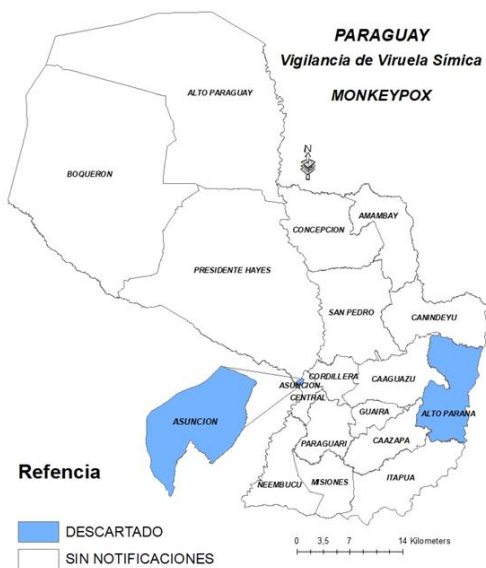 PARAGUAY
Vigilancia de Viruela Símica
MONKEYPOX
ALTO PARAGUAY
BOQUERON
N
CONCEPCION
AMAMBAY
PRESIDENTE HAYES
SAN PEDRO
CANINDEYU
CORDILLERA
ASUNCION
CENTRAL
CAAGUAZU
ASUNCION
GUAIRA
ALTO PARANA
PARAGUARI
CAAZAPA
ÑEEMBUCU
MISIONES
ITAPUA
Refencia
DESCARTADO
SIN NOTIFICACIONES
0 3,5 7 14 Kilometers